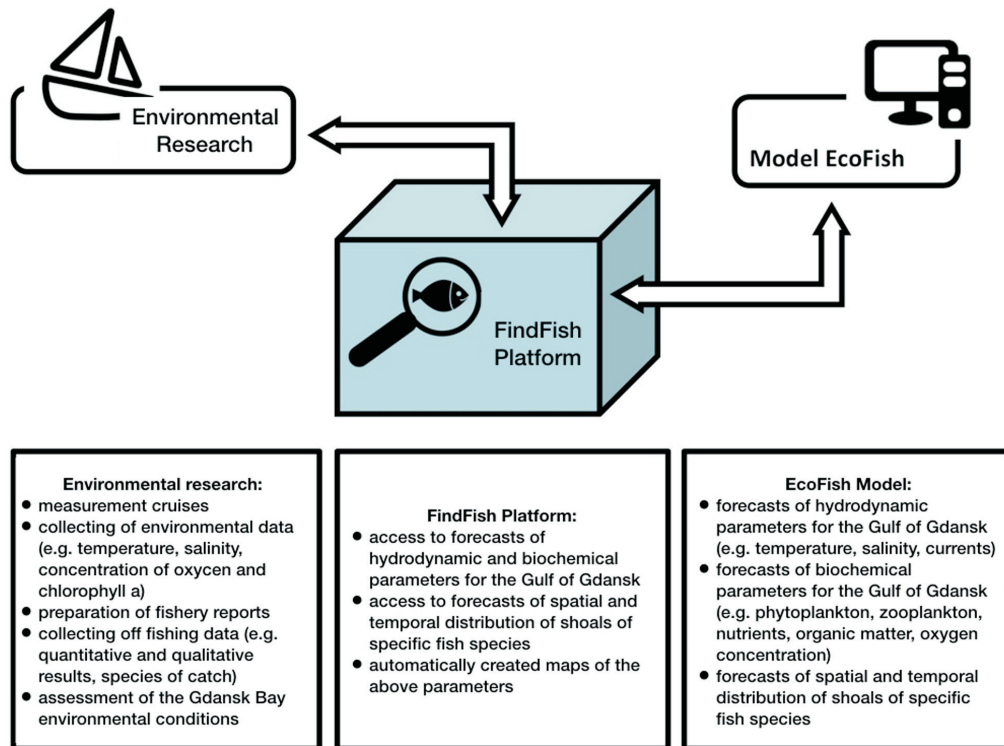 Environmental
Research
Model EcoFish
FindFish
Platform
Environmental research:
● measurement cruises
● collecting of environmental data
(e.g. temperature, salinity,
concentration of oxycen and
chlorophyll a)
● preparation of fishery reports
● collecting off fishing data (e.g.
quantitative and qualitative
results, species of catch)
● assessment of the Gdansk Bay
environmental conditions
FindFish Platform:
● access to forecasts of
hydrodynamic and biochemical
parameters for the Gulf of Gdansk
● access to forecasts of spatial and
temporal distribution of shoals of
specific fish species
● automatically created maps of the
above parameters
EcoFish Model:
● forecasts of hydrodynamic
parameters for the Gulf of Gdansk
(e.g. temperature, salinity, currents)
● forecasts of biochemical
parameters for the Gulf of Gdansk
(e.g. phytoplankton, zooplankton,
nutrients, organic matter, oxygen
concentration)
● forecasts of spatial and temporal
distribution of shoals of specific
fish species